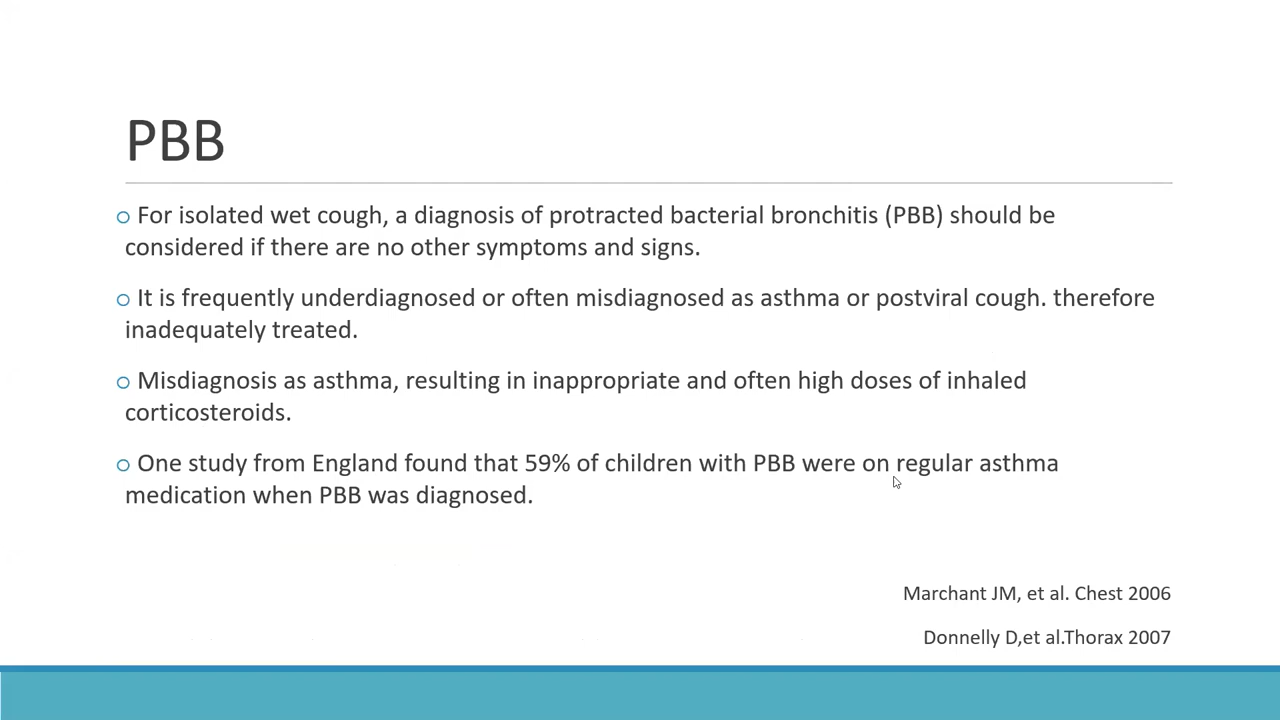 PBB
o For isolated wet cough, a diagnosis of protracted bacterial bronchitis (PBB) should be
considered if there are no other symptoms and signs.
o It is frequently underdiagnosed or often misdiagnosed as asthma or postviral cough. therefore
inadequately treated.
o Misdiagnosis as asthma, resulting in inappropriate and often high doses of inhaled
corticosteroids.
o One study from England found that 59% of children with PBB were on regular asthma
medication when PBB was diagnosed.
Marchant JM, et al. Chest 2006
Donnelly D,et al.Thorax 2007